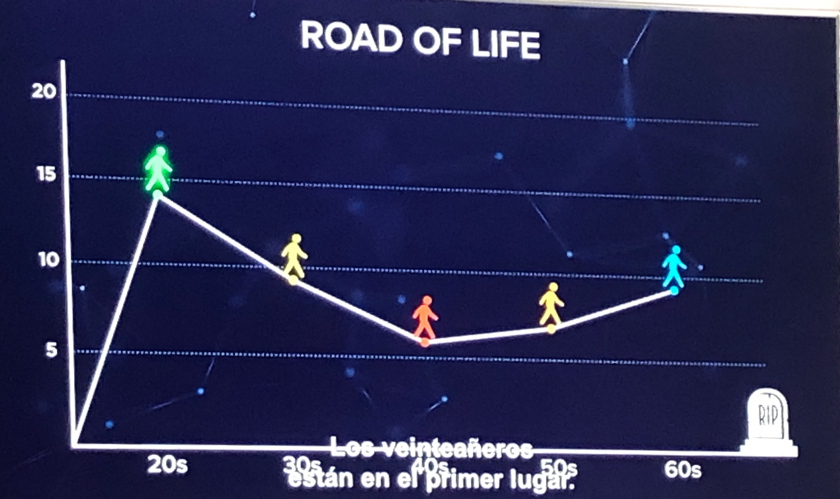 ROAD OF LIFE
20
15
10
5
RIP
20s
30s
40s
50s
60s
Los veinteañeros
están en el primer lugar.